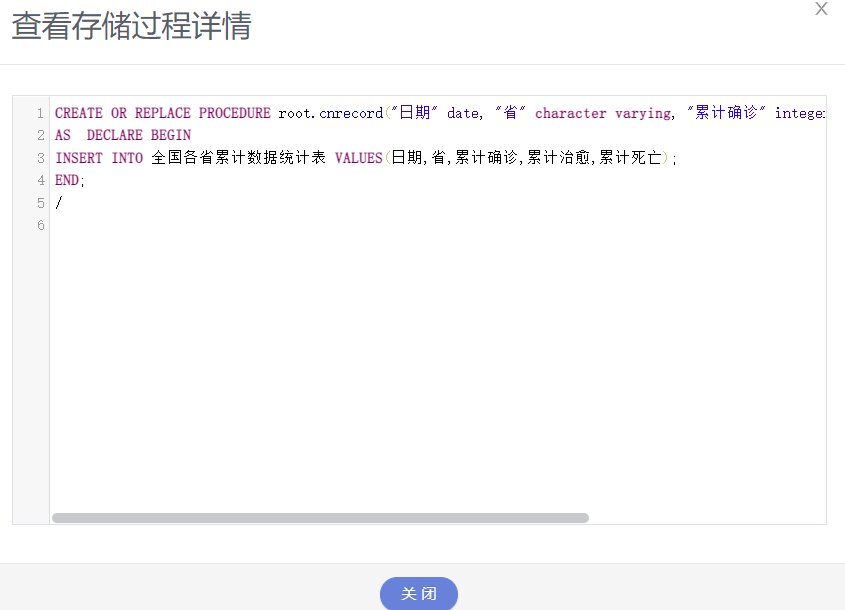 查看存储过程详情
X
1 CREATE OR REPLACE PROCEDURE root.cnrecord("日期" date, "省" character varying, "累计确诊" integer
2 AS  DECLARE BEGIN
3 INSERT INTO 全国各省累计数据统计表 VALUES(日期,省,累计确诊,累计治愈,累计死亡);
4 END;
5 /
6
关 闭